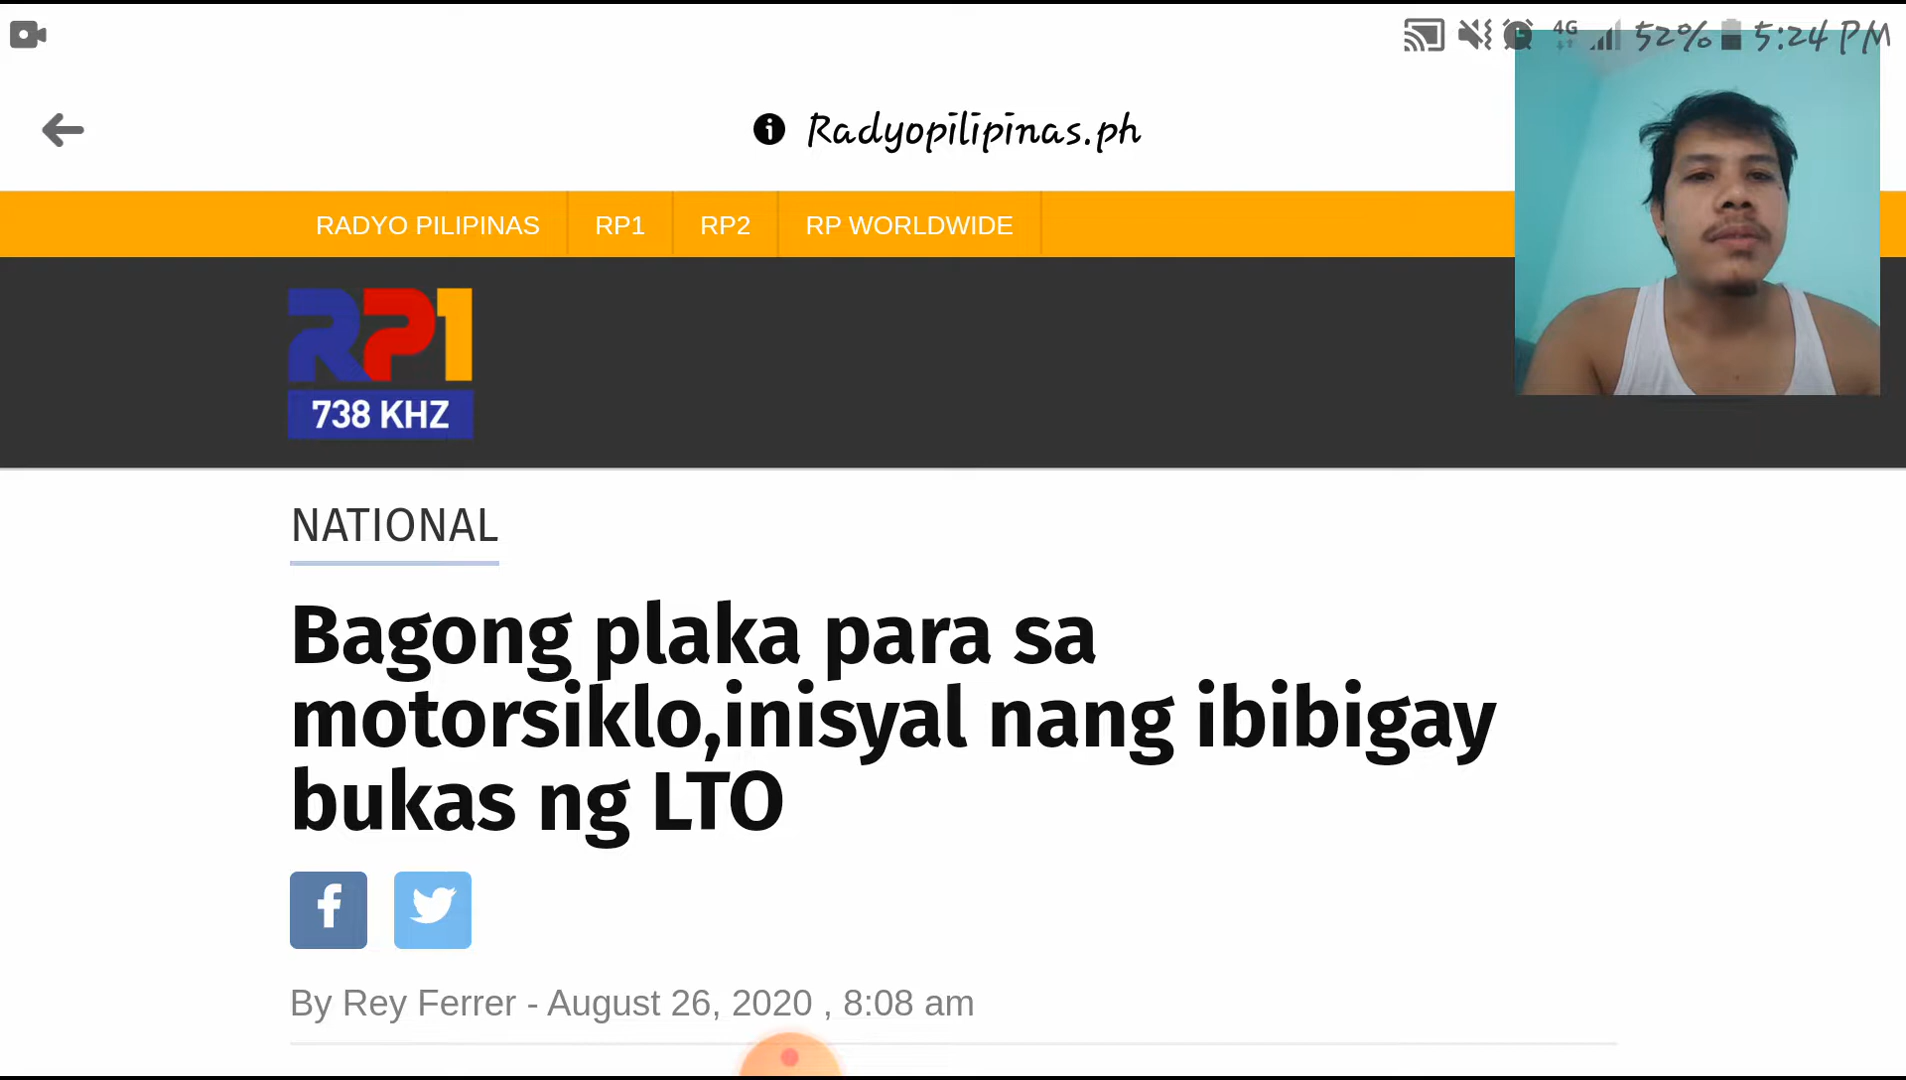 4G 52% 5:24 PM
Radyopilipinas.ph
RADYO PILIPINAS RP1 RP2 RP WORLDWIDE
RP1
738 KHZ
NATIONAL
Bagong plaka para sa
motorsiklo,inisyal nang ibibigay
bukas ng LTO
By Rey Ferrer - August 26, 2020 , 8:08 am